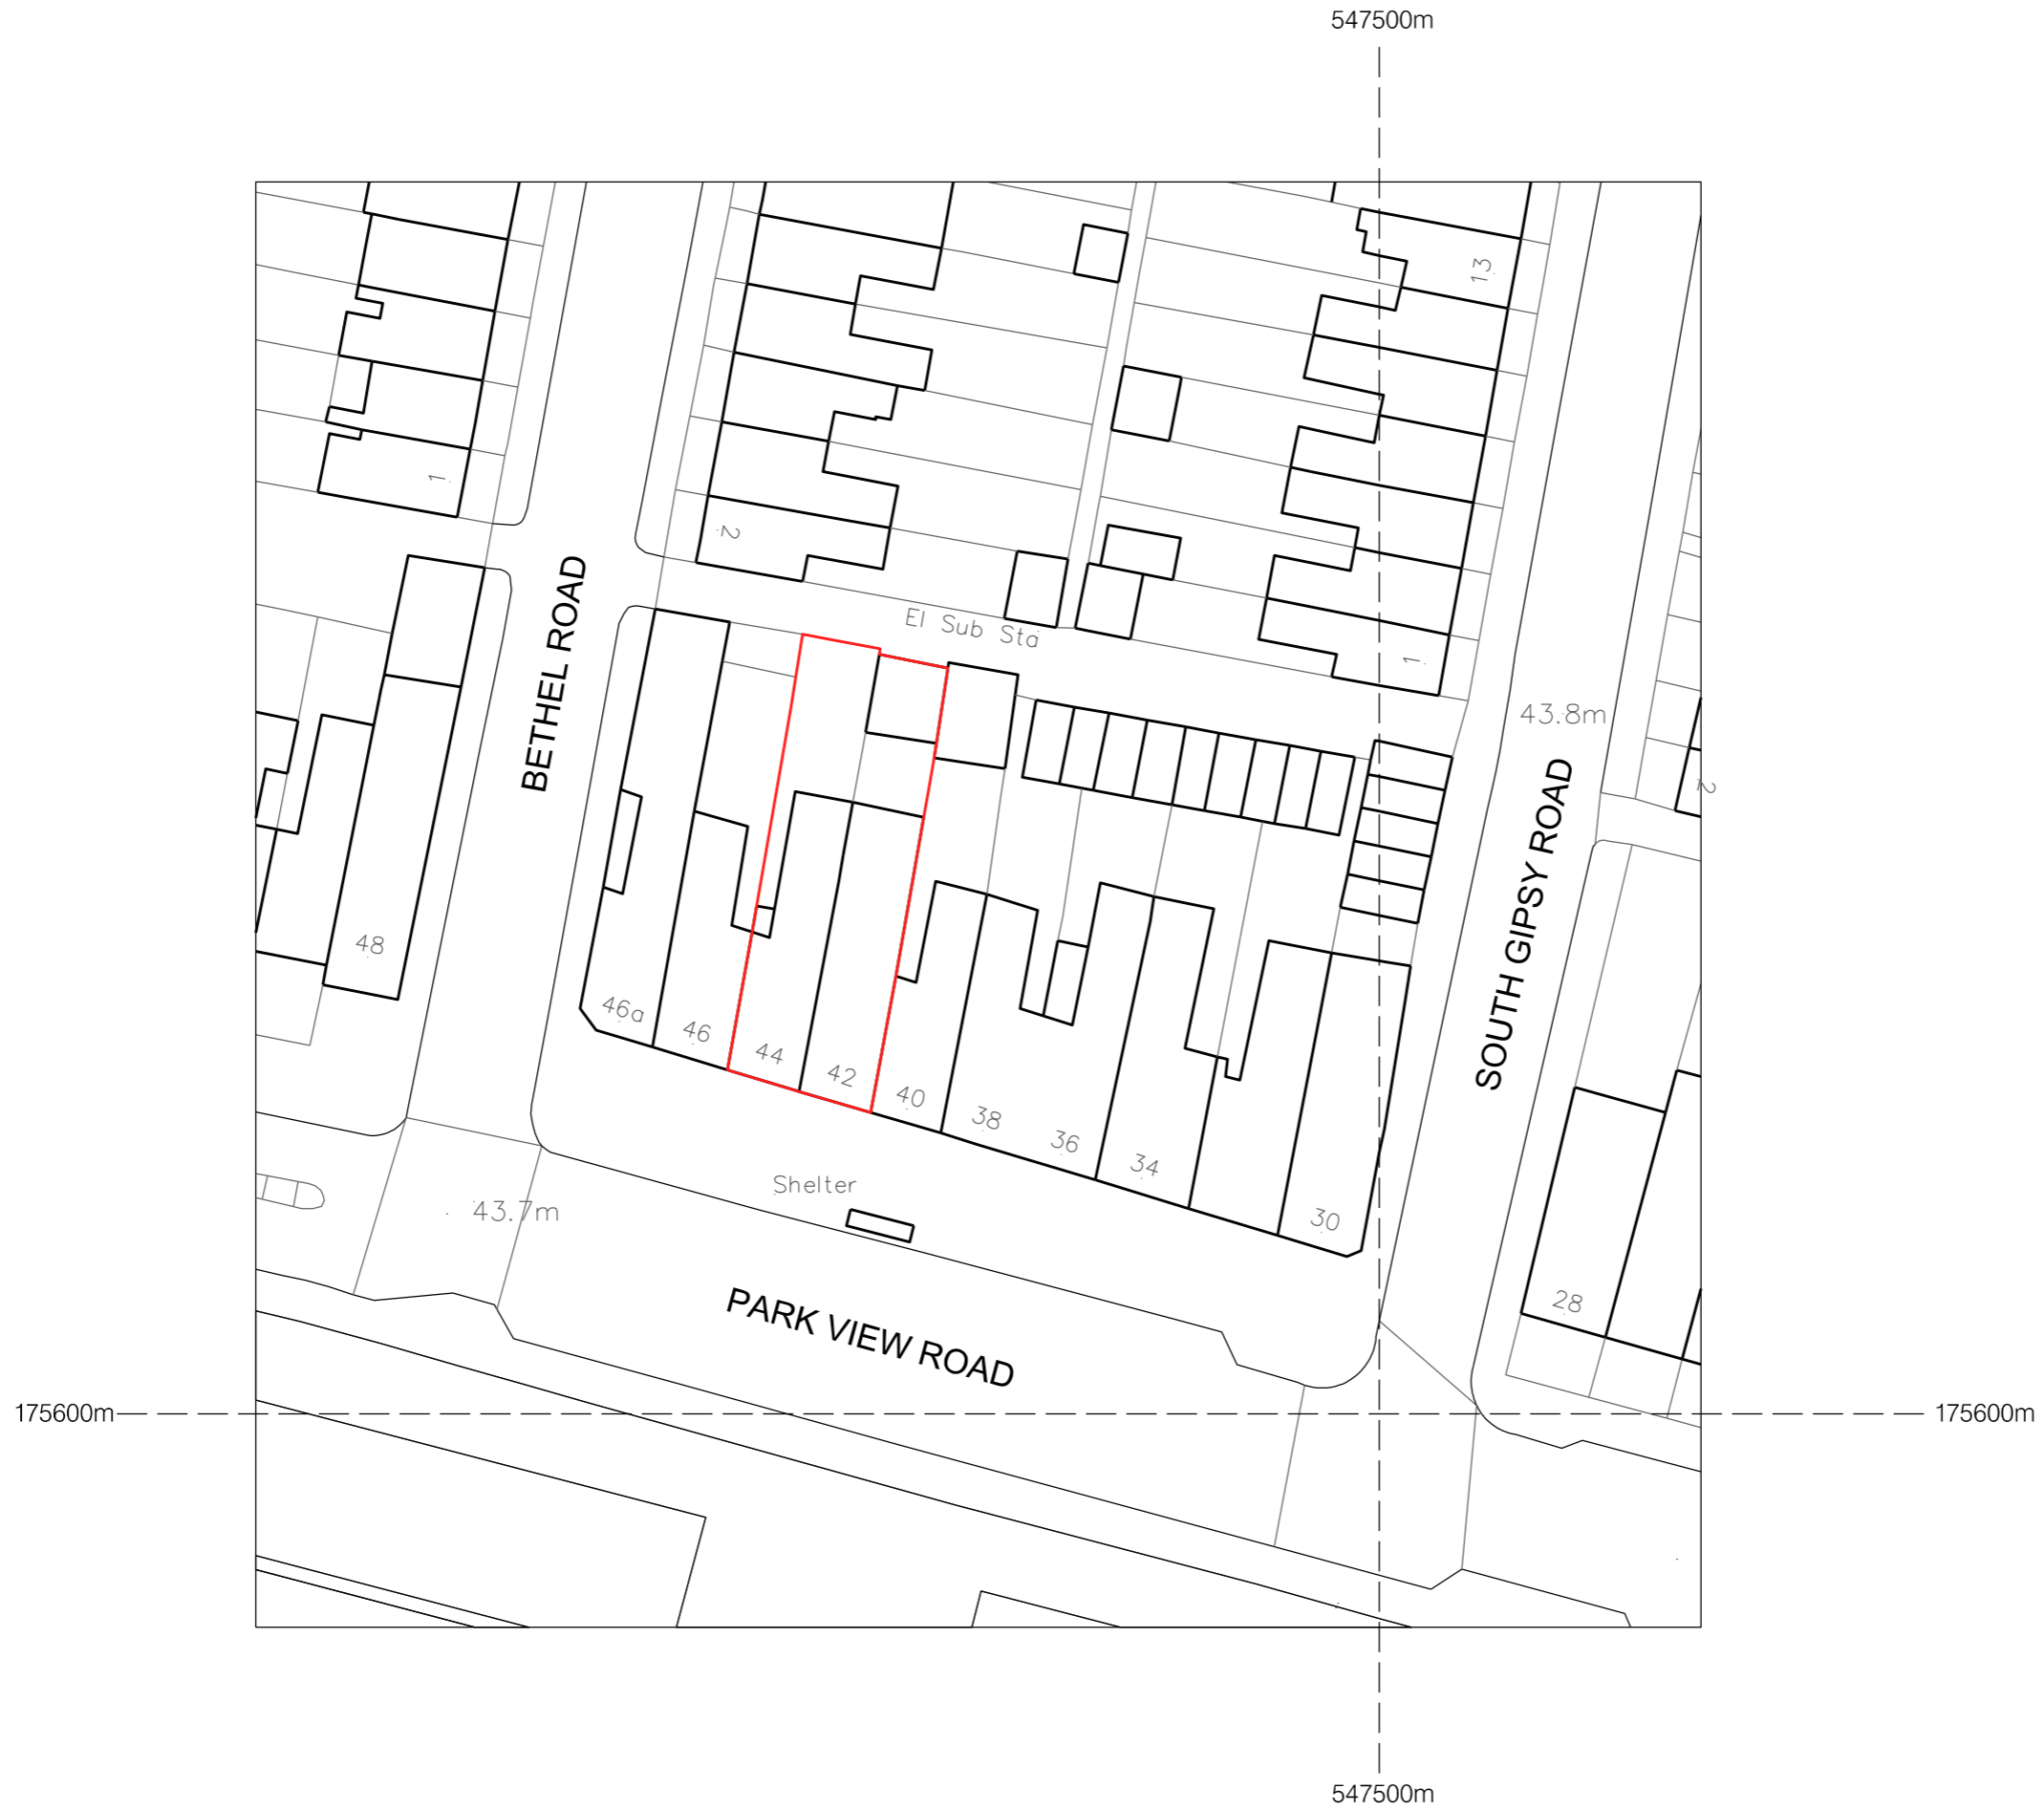 547500m
13
1
2
El Sub Sta
1
43.8m
BETHEL ROAD
2
SOUTH GIPSY ROAD
48
46a
46
44
42
40
38
36
34
30
28
Shelter
43.7m
PARK VIEW ROAD
175600m
175600m
547500m